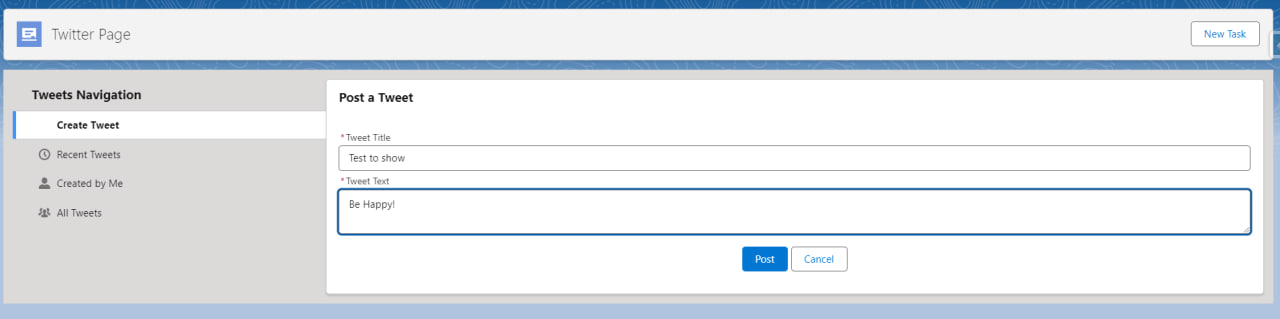 Twitter Page
New Task
Tweets Navigation
Create Tweet
Recent Tweets
Created by Me
All Tweets
Post a Tweet
*Tweet Title
Test to show
*Tweet Text
Be Happy!
Post
Cancel